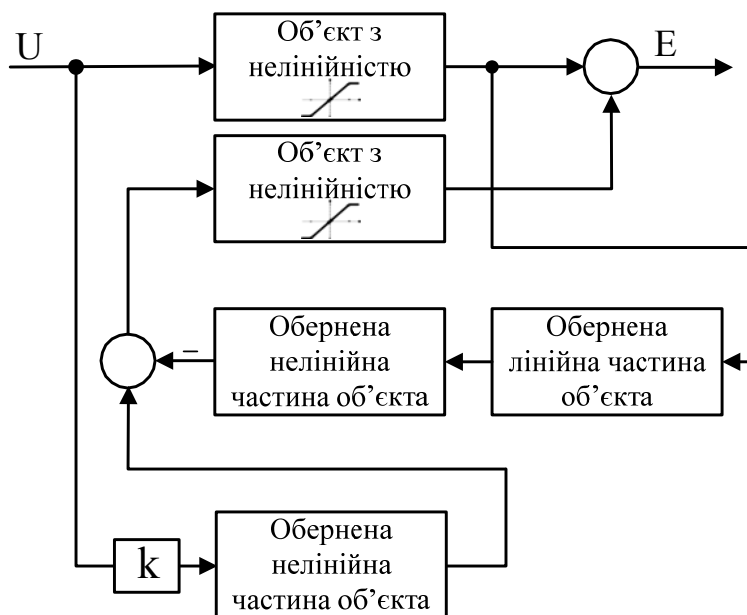 U
Об’єкт з
нелінійністю
E
Об’єкт з
нелінійністю
–
Обернена
нелінійна
частина об’єкта
Обернена
лінійна частина
об’єкта
k
Обернена
нелінійна
частина об’єкта